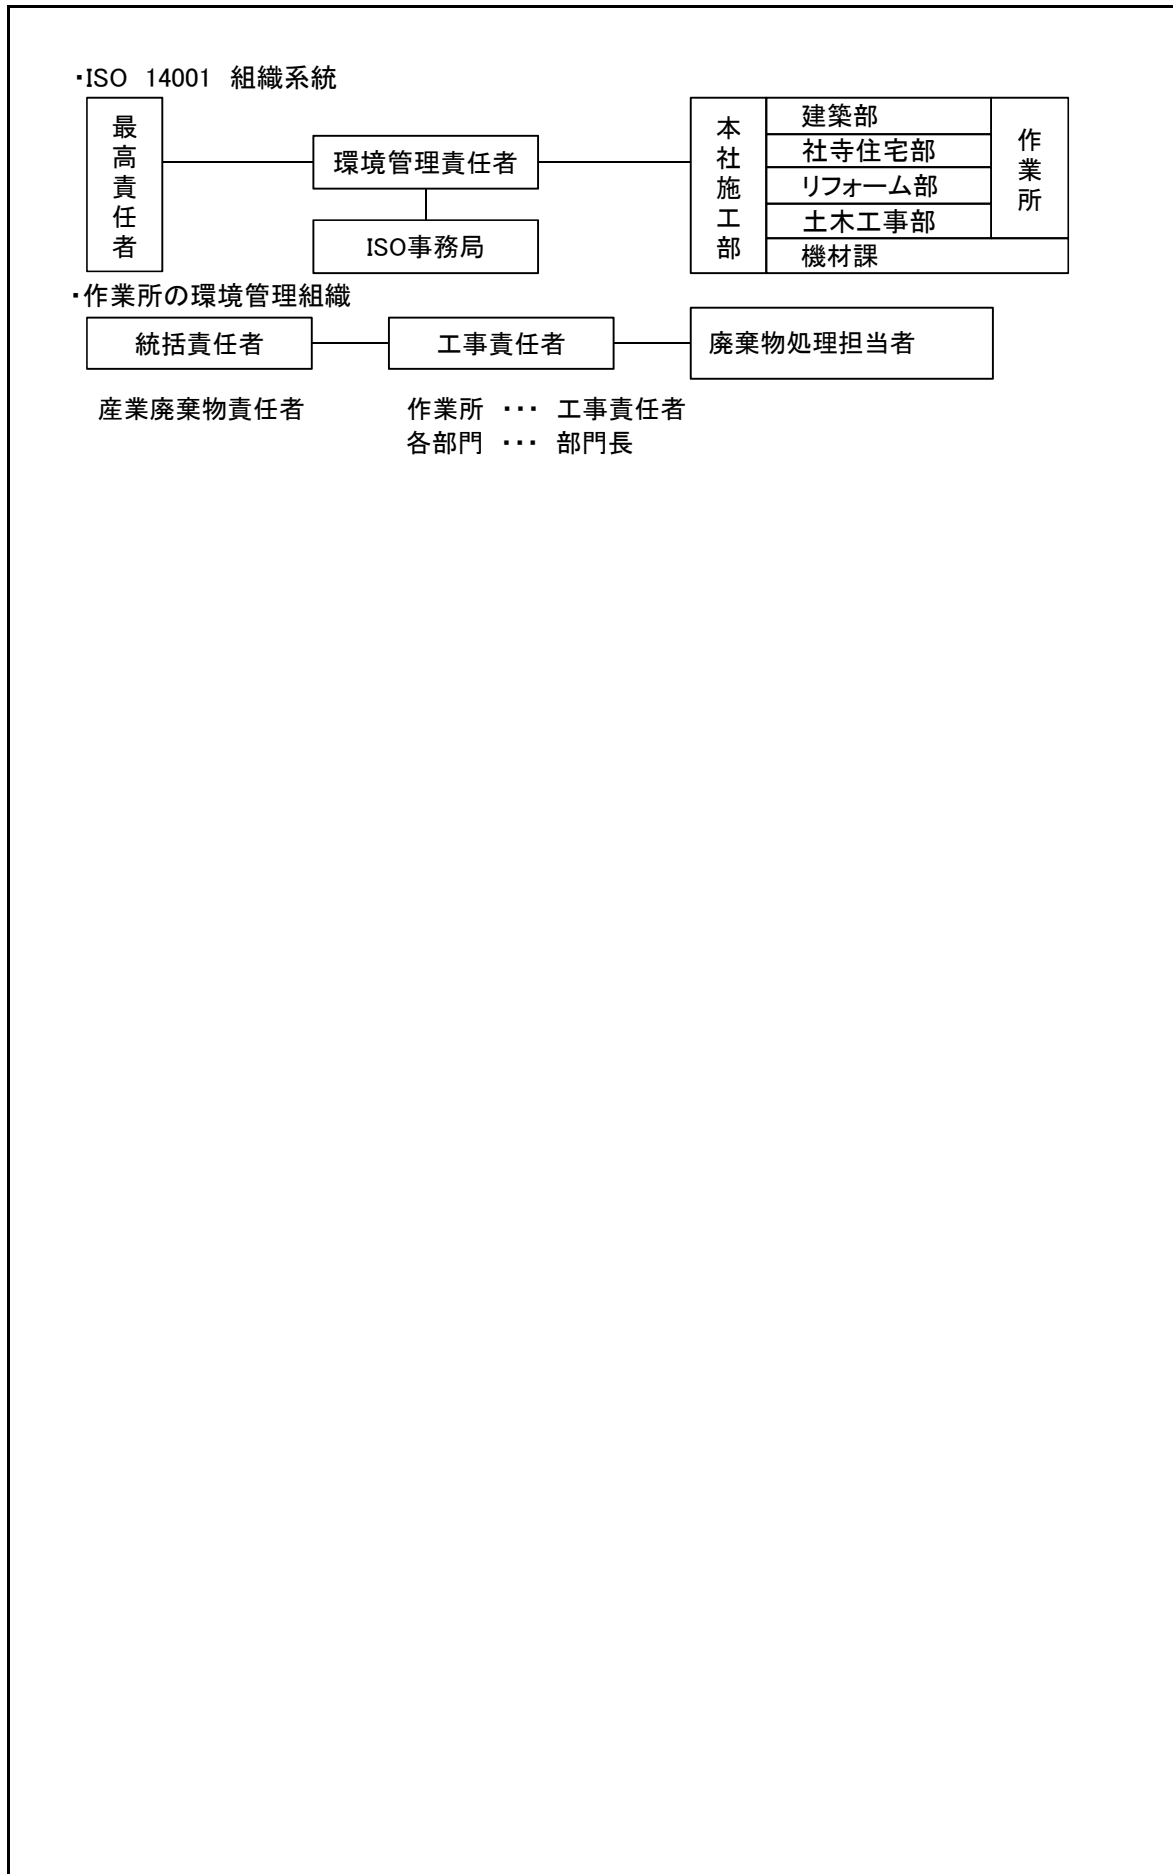 ・ISO 14001 組織系統
最高責任者
環境管理責任者
ISO事務局
本社施工部
建築部
社寺住宅部
リフォーム部
土木工事部
機材課
作業所
・作業所の環境管理組織
統括責任者
工事責任者
廃棄物処理担当者
産業廃棄物責任者
作業所 ・・・ 工事責任者
各部門 ・・・ 部門長